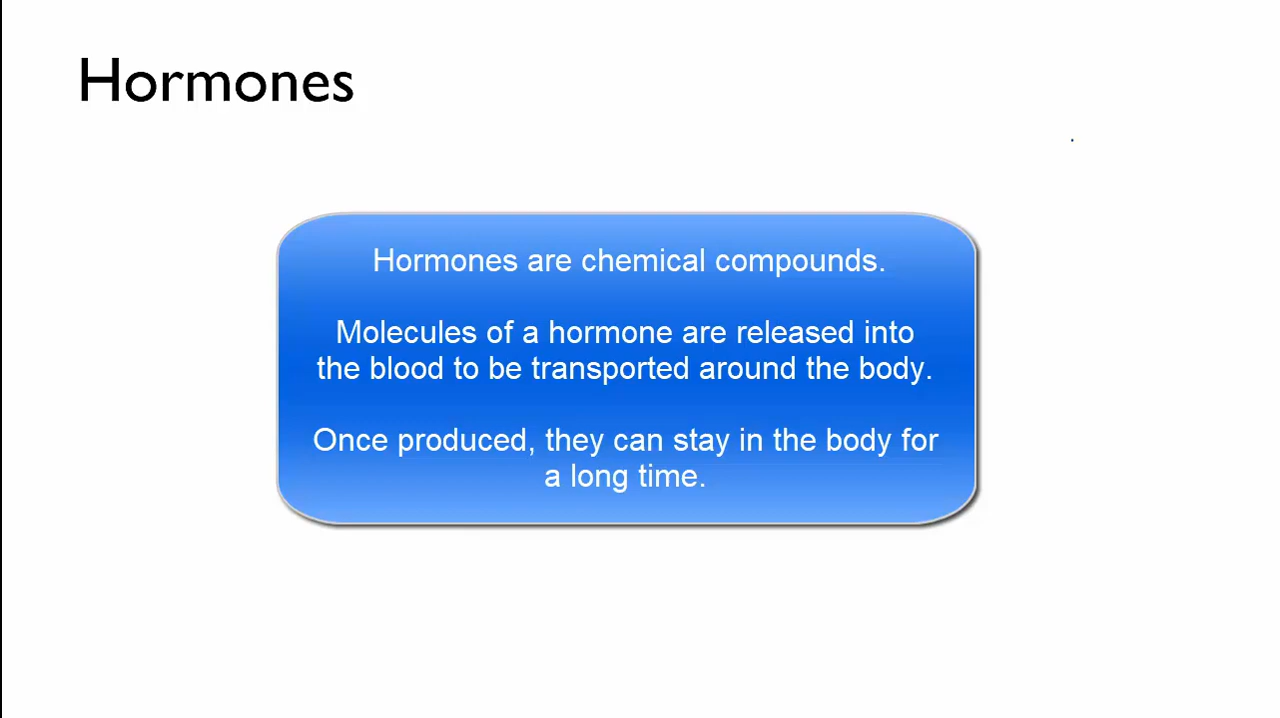 Hormones
Hormones are chemical compounds.
Molecules of a hormone are released into
the blood to be transported around the body.
Once produced, they can stay in the body for
a long time.